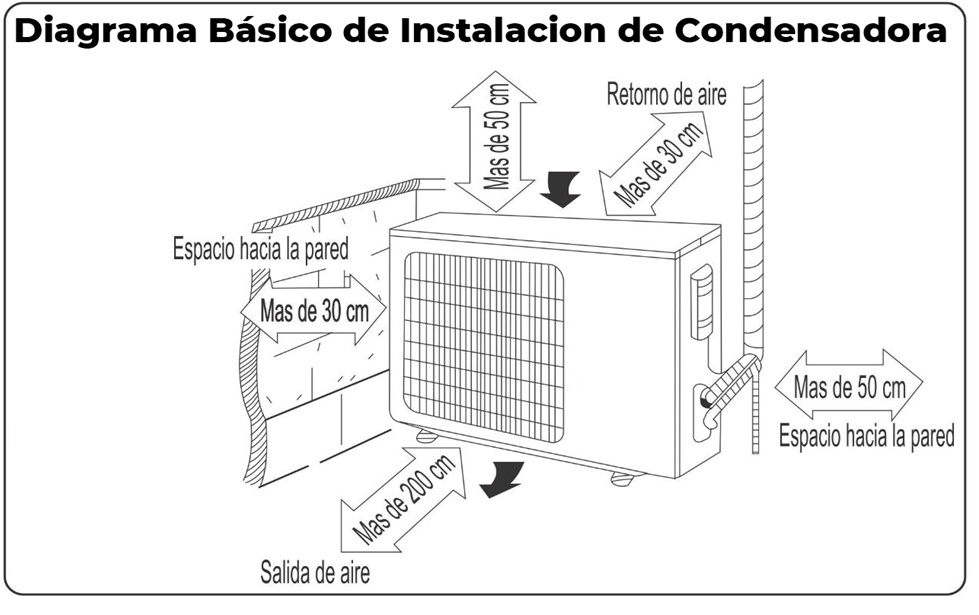 Diagrama Básico de Instalacion de Condensadora
Mas de 50 cm
Retorno de aire
Mas de 30 cm
Espacio hacia la pared
Mas de 30 cm
Mas de 50 cm
Espacio hacia la pared
Mas de 200 cm
Salida de aire